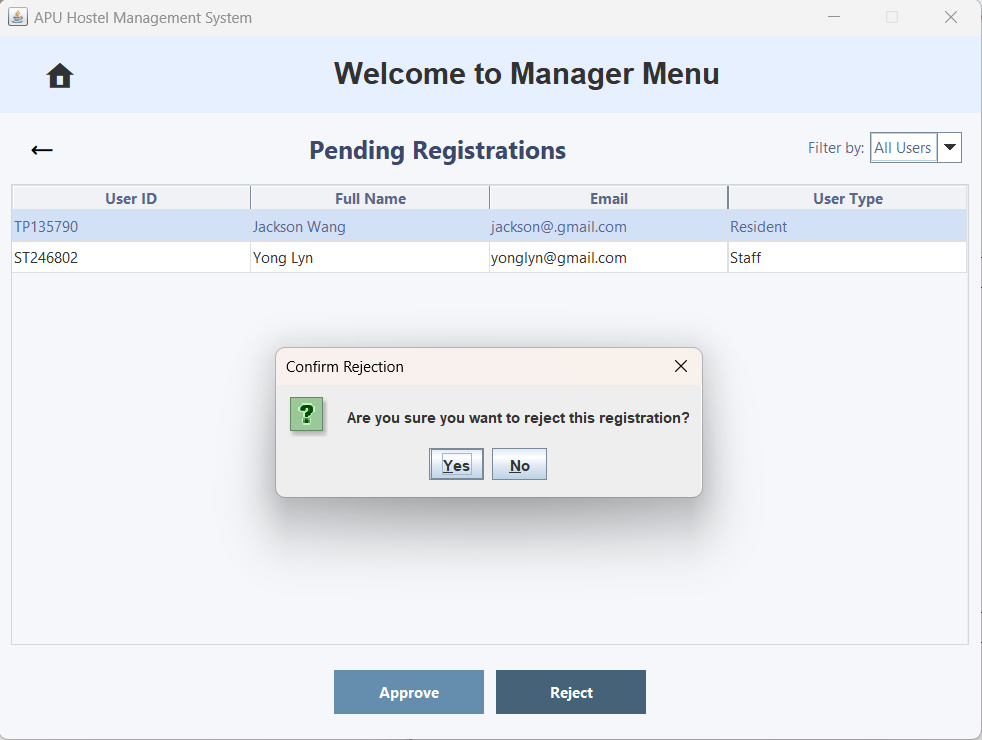 APU Hostel Management System
Welcome to Manager Menu
Pending Registrations
Filter by: All Users
User ID Full Name Email User Type
TP135790 Jackson Wang jackson@.gmail.com Resident
ST246802 Yong Lyn yonglyn@gmail.com Staff
Confirm Rejection
? Are you sure you want to reject this registration?
Yes No
Approve Reject